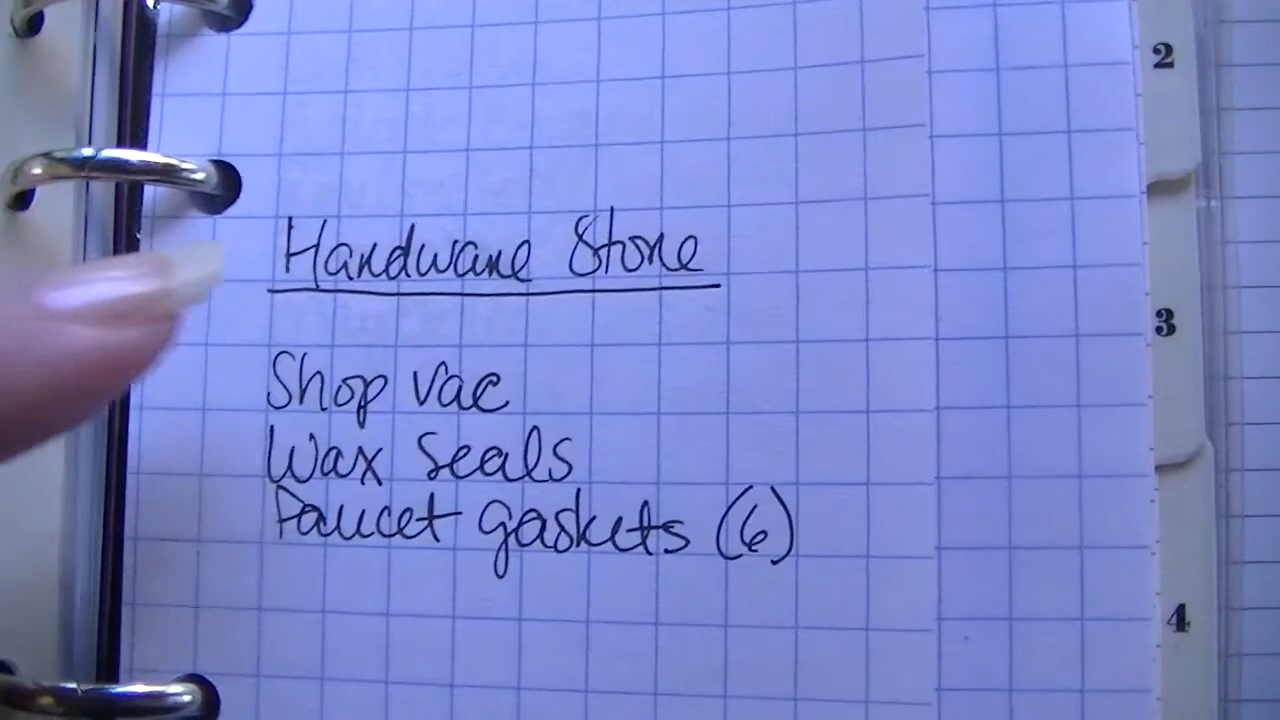 Hardware Store
Shop vac
Wax seals
Faucet gaskets (6)
2
3
4